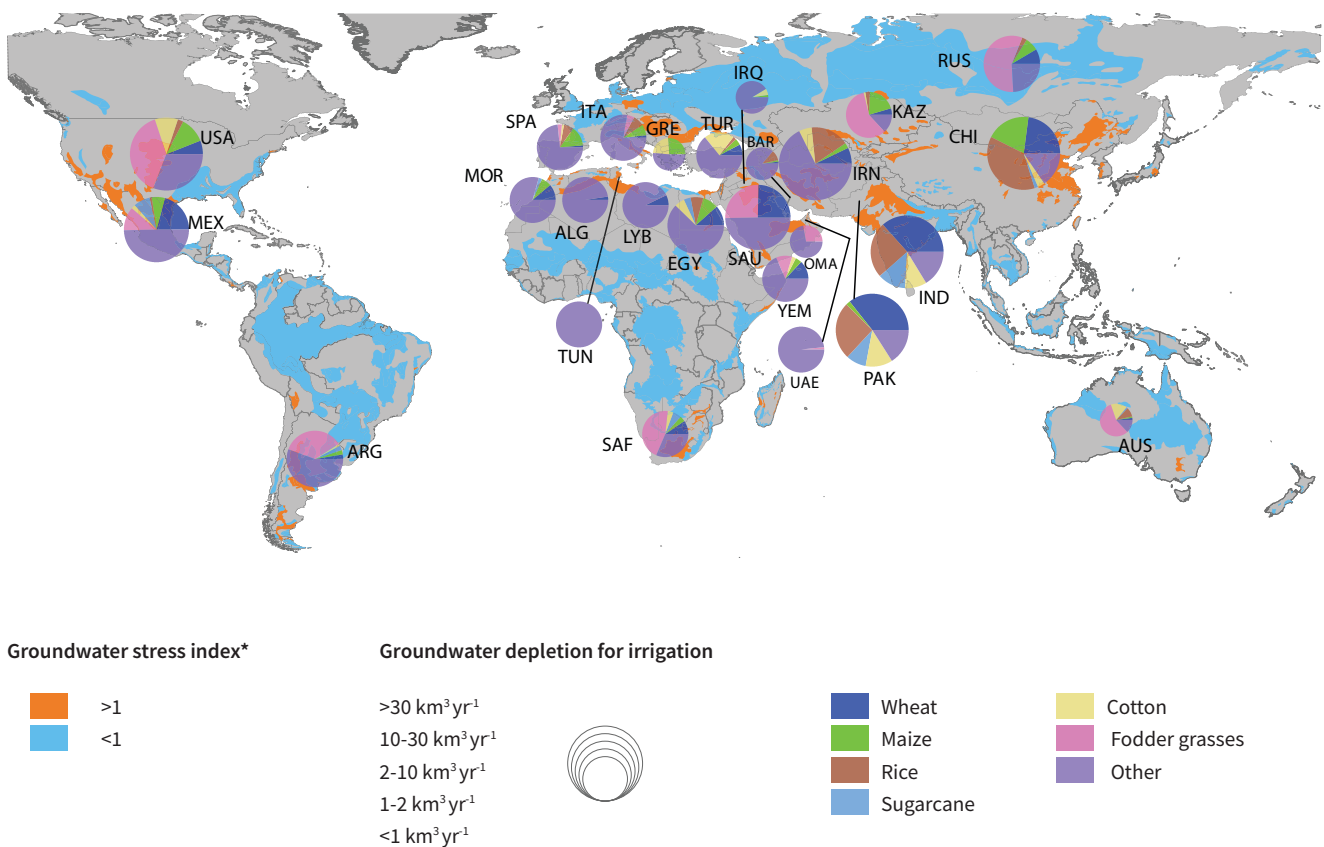 RUS
IRQ
KAZ
ITA
SPA
GRE
TUR
CHI
USA
BAR
IRN
MOR
MEX
ALG
LYB
EGY
SAU
OMA
IND
YEM
TUN
UAE
PAK
SAF
AUS
ARG
Groundwater stress index*
>1
<1
Groundwater depletion for irrigation
>30 km³ yr⁻¹
10-30 km³ yr⁻¹
2-10 km³ yr⁻¹
1-2 km³ yr⁻¹
<1 km³ yr⁻¹
Wheat
Maize
Rice
Sugarcane
Cotton
Fodder grasses
Other